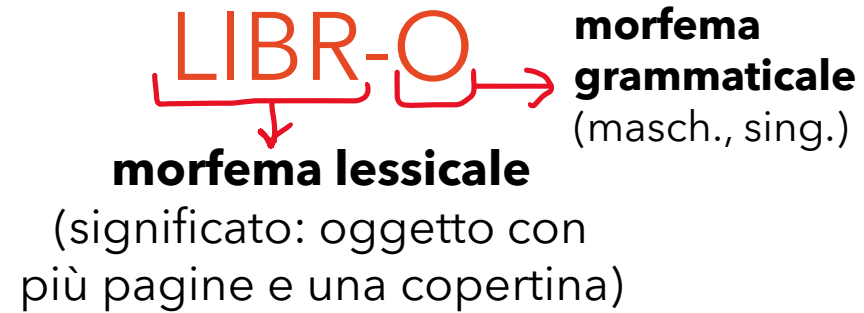 LIBR-O
morfema
grammaticale
(masch., sing.)
morfema lessicale
(significato: oggetto con
più pagine e una copertina)